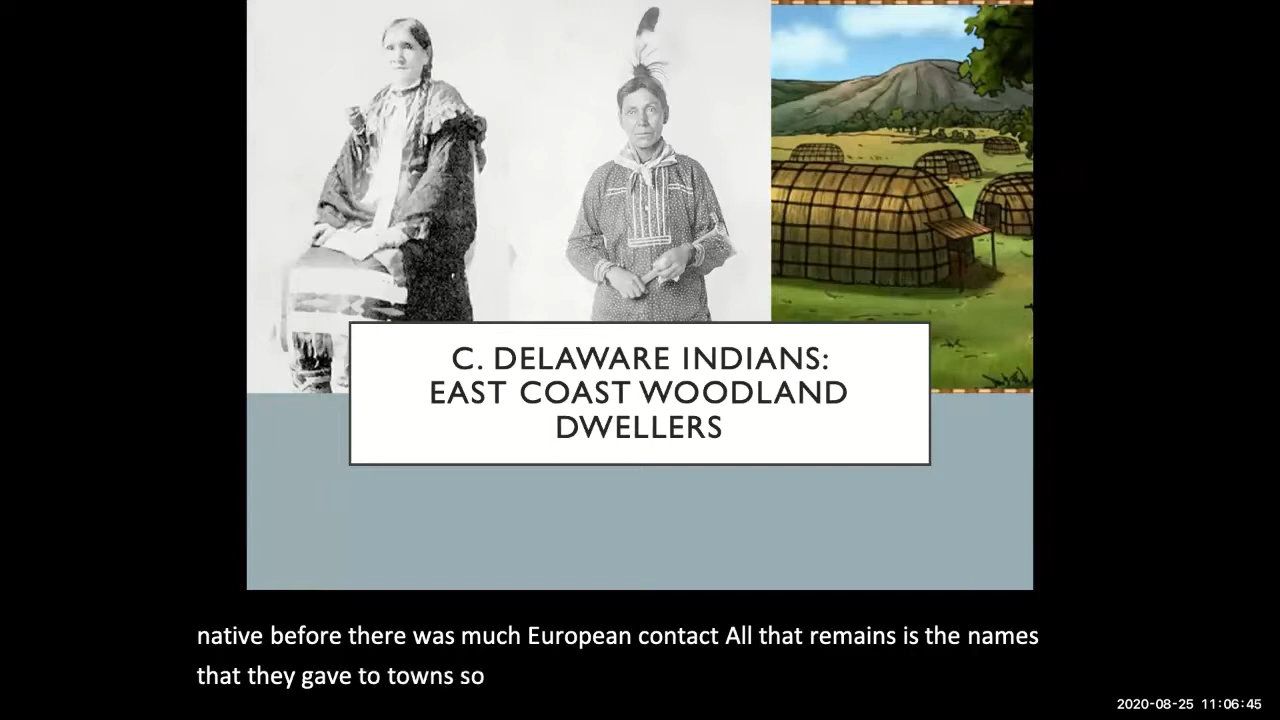 C. DELAWARE INDIANS:
EAST COAST WOODLAND
DWELLERS
native before there was much European contact All that remains is the names
that they gave to towns so
2020-08-25 11:06:45